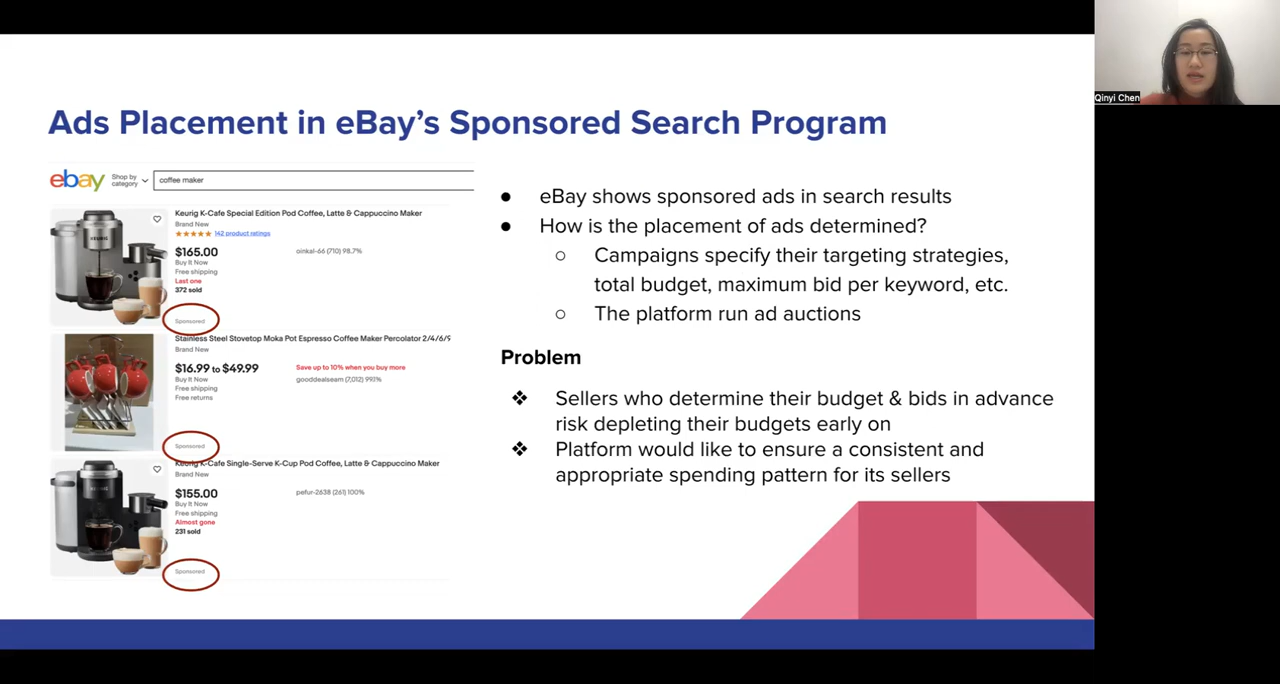 Qinyi Chen
Ads Placement in eBay's Sponsored Search Program
ebay
Shop by
category
coffee maker
Keurig K-Cafe Special Edition Pod Coffee, Latte & Cappuccino Maker
Brand New
142 product ratings
$165.00
oinkal-66 (710) 98.7%
Buy It Now
Free shipping
Last one
372 sold
Sponsored
Stainless Steel Stovetop Moka Pot Espresso Coffee Maker Percolator 2/4/6/9
Brand New
$16.99 to $49.99
Save up to 10% when you buy more
Buy It Now
gooddealseam (7,012) 99.1%
Free shipping
Free returns
Sponsored
Keurig K-Cafe Single-Serve K-Cup Pod Coffee, Latte & Cappuccino Maker
Brand New
$155.00
pefur-2638 (261) 100%
Buy It Now
Free shipping
Almost gone
231 sold
Sponsored
● eBay shows sponsored ads in search results
● How is the placement of ads determined?
○ Campaigns specify their targeting strategies,
total budget, maximum bid per keyword, etc.
○ The platform run ad auctions
Problem
❖ Sellers who determine their budget & bids in advance
risk depleting their budgets early on
❖ Platform would like to ensure a consistent and
appropriate spending pattern for its sellers